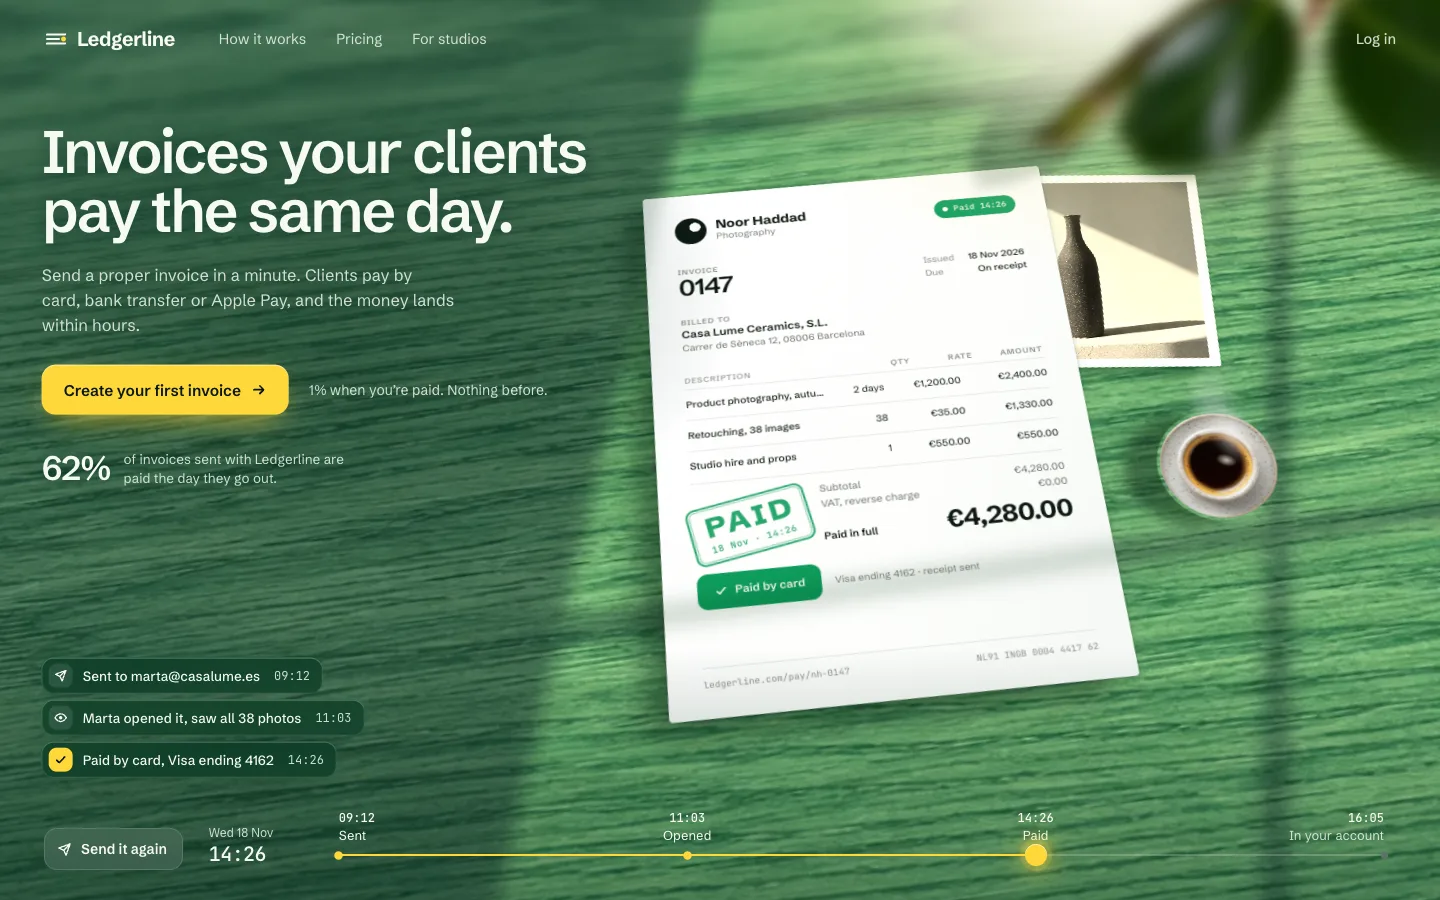 Ledgerline
How it works
Pricing
For studios
Log in
Invoices your clients
pay the same day.
Send a proper invoice in a minute. Clients pay by
card, bank transfer or Apple Pay, and the money lands
within hours.
Create your first invoice
1% when you're paid. Nothing before.
62%
of invoices sent with Ledgerline are
paid the day they go out.
Noor Haddad
Photography
Paid 14:26
INVOICE
0147
Issued 18 Nov 2026
Due On receipt
BILLED TO
Casa Lume Ceramics, S.L.
Carrer de Sèneca 12, 08006 Barcelona
DESCRIPTION QTY RATE AMOUNT
Product photography, autu... 2 days €1,200.00 €2,400.00
Retouching, 38 images 38 €35.00 €1,330.00
Studio hire and props 1 €550.00 €550.00
Subtotal €4,280.00
VAT, reverse charge €0.00
Paid in full €4,280.00
PAID
18 Nov · 14:26
Paid by card
Visa ending 4162 · receipt sent
ledgerline.com/pay/nh-0147
NL91 INGB 0004 4417 62
Sent to marta@casalume.es 09:12
Marta opened it, saw all 38 photos 11:03
Paid by card, Visa ending 4162 14:26
Send it again
Wed 18 Nov
14:26
09:12
Sent
11:03
Opened
14:26
Paid
16:05
In your account